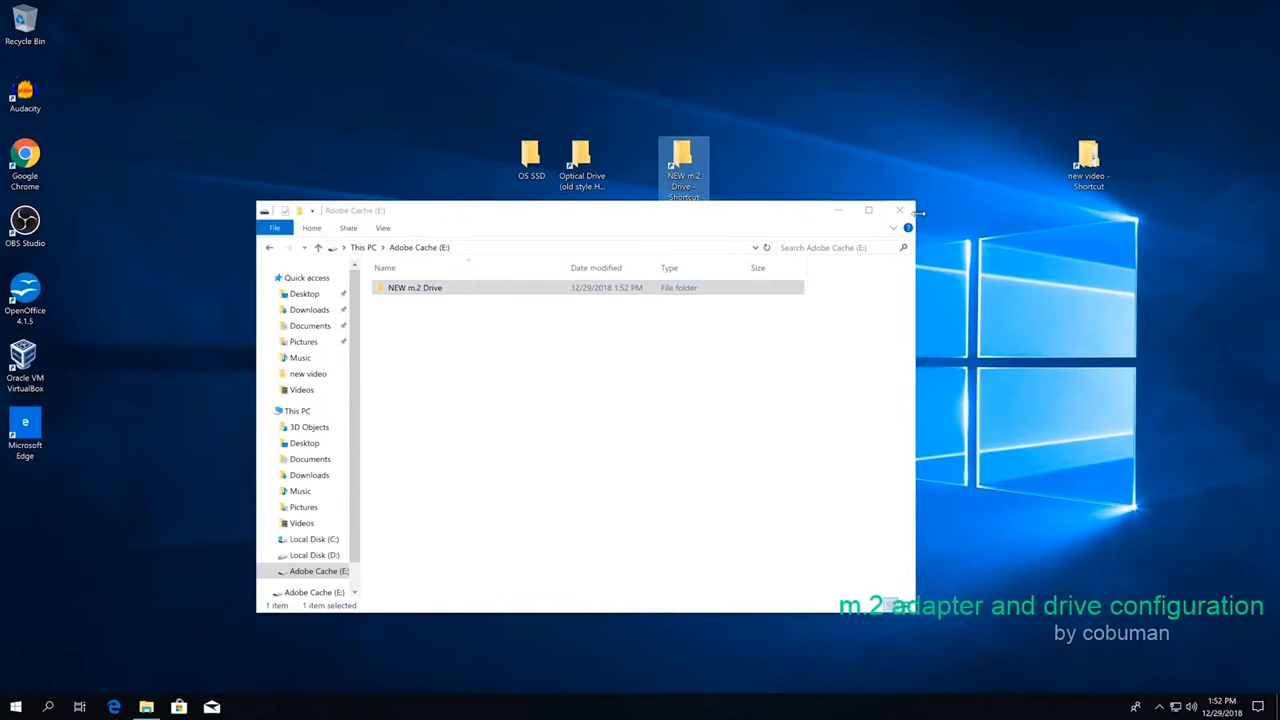 Recycle Bin
Audacity
Google
Chrome
OBS Studio
OpenOffice
4.1.5
Oracle VM
VirtualBox
Microsoft
Edge
OS SSD
Optical Drive
(old style H...
NEW m.2
Drive -
Shortcut
new video -
Shortcut
Adobe Cache (E:)
File
Home
Share
View
This PC
Adobe Cache (E:)
Search Adobe Cache (E:)
Name
Date modified
Type
Size
NEW m.2 Drive
12/29/2018 1:52 PM
File folder
Quick access
Desktop
Downloads
Documents
Pictures
Music
new video
Videos
This PC
3D Objects
Desktop
Documents
Downloads
Music
Pictures
Videos
Local Disk (C:)
Local Disk (D:)
Adobe Cache (E:
Adobe Cache (E:)
1 item
1 item selected
m.2 adapter and drive configuration
by cobuman
1:52 PM
12/29/2018